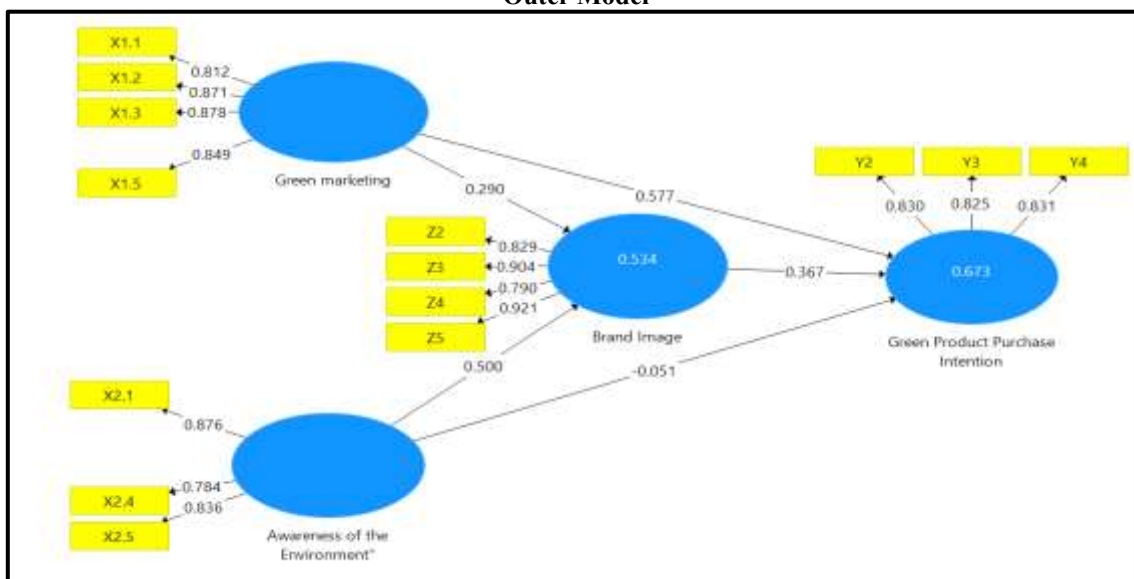 Outer Model
X1.1
X1.2
X1.3
X1.5
0.812
0.871
0.878
0.849
Green marketing
0.290
0.577
Y2
Y3
Y4
0.830
0.825
0.831
Z2
Z3
Z4
Z5
0.829
0.904
0.790
0.921
0.534
Brand Image
0.367
0.673
Green Product Purchase
Intention
0.500
-0.051
X2.1
X2.4
X2.5
0.876
0.784
0.836
Awareness of the
Environment"